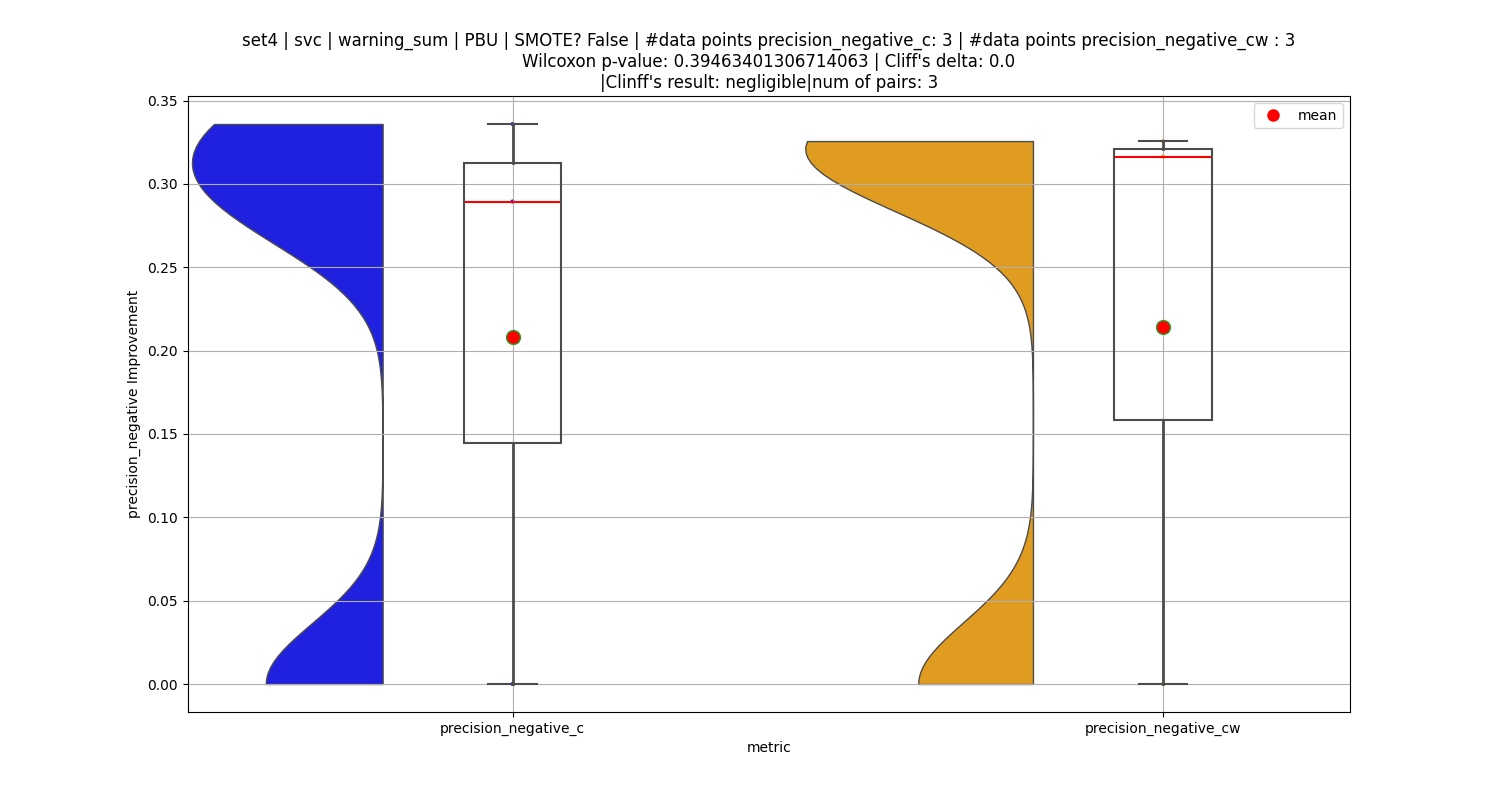 set4 | svc | warning_sum | PBU | SMOTE? False | #data points precision_negative_c: 3 | #data points precision_negative_cw : 3
Wilcoxon p-value: 0.39463401306714063 | Cliff's delta: 0.0
|Clinff's result: negligible|num of pairs: 3
mean
0.35
0.30
0.25
0.20
0.15
0.10
0.05
0.00
precision_negative Improvement
precision_negative_c
precision_negative_cw
metric